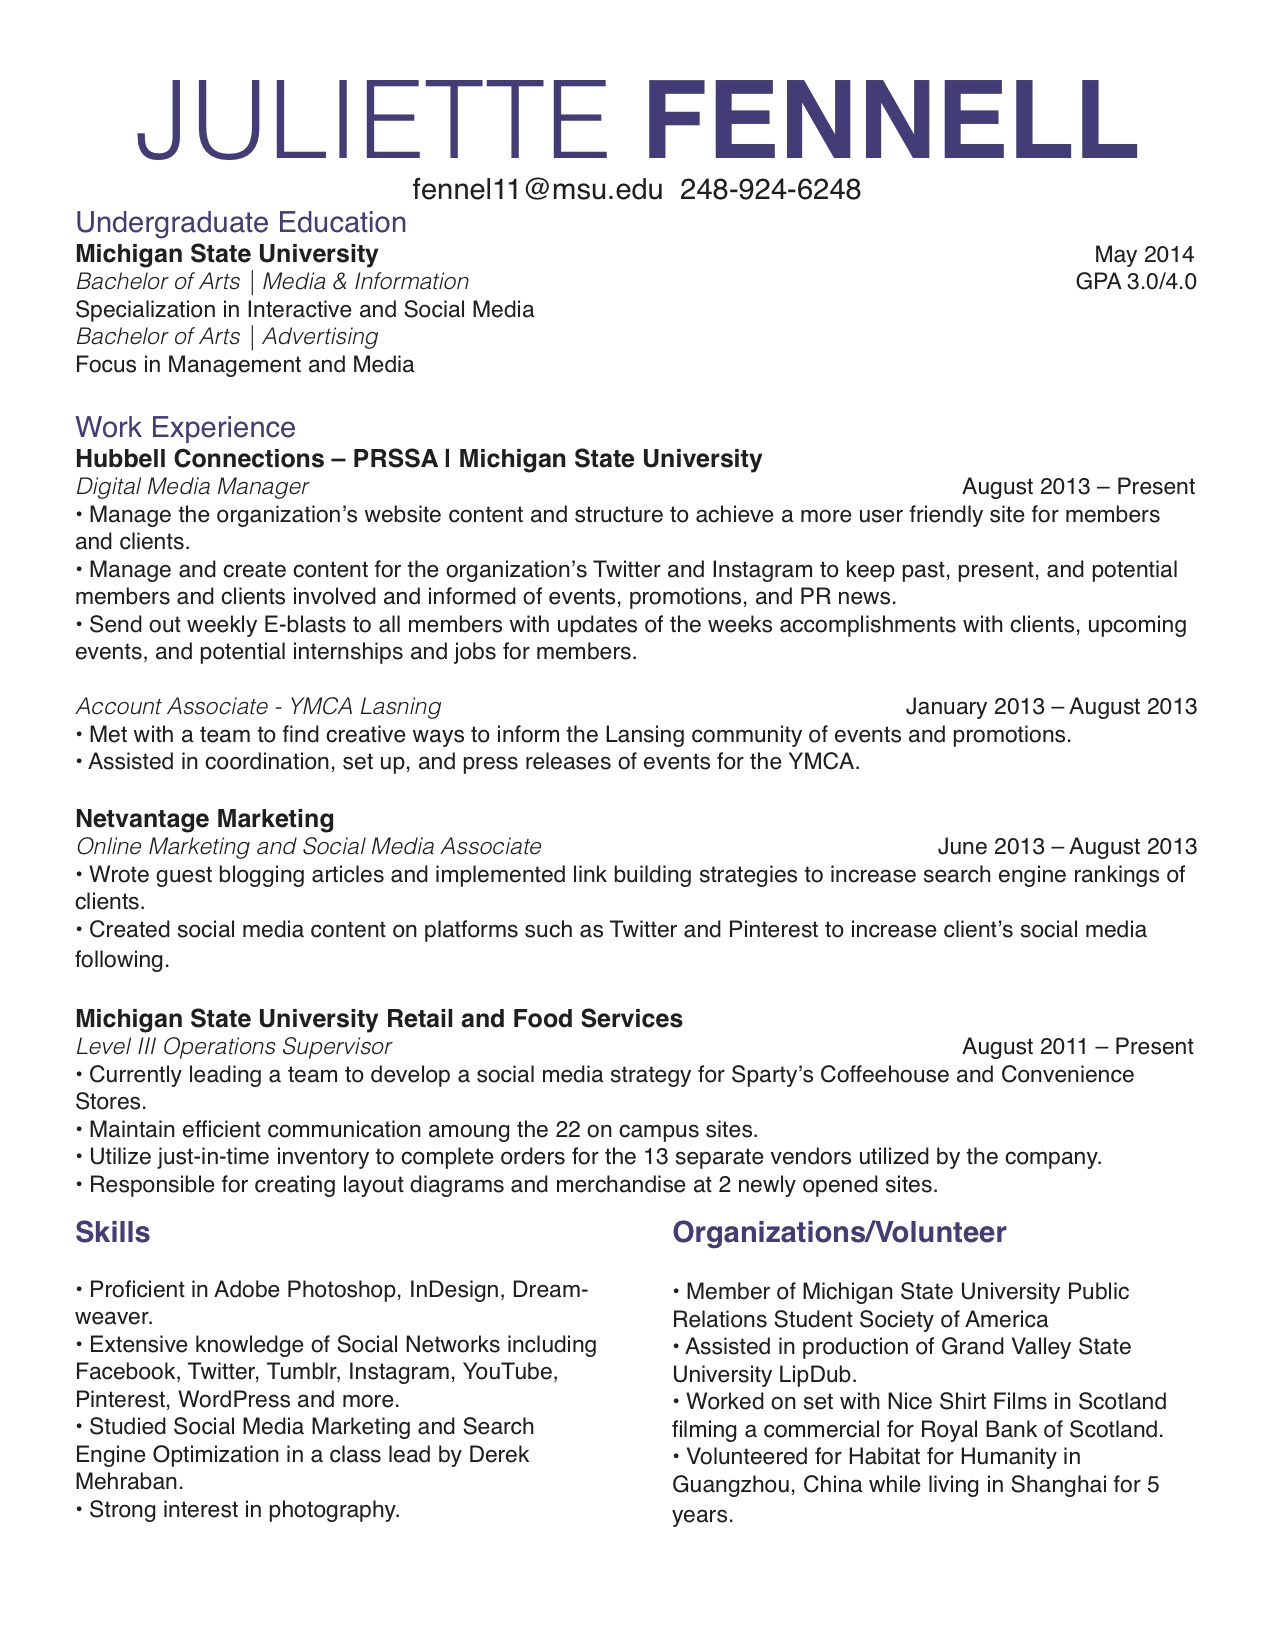 JULIETTE FENNELL
fennel11@msu.edu 248-924-6248
Undergraduate Education
Michigan State University May 2014
Bachelor of Arts | Media & Information GPA 3.0/4.0
Specialization in Interactive and Social Media
Bachelor of Arts | Advertising
Focus in Management and Media
Work Experience
Hubbell Connections – PRSSA | Michigan State University
Digital Media Manager August 2013 – Present
• Manage the organization’s website content and structure to achieve a more user friendly site for members
and clients.
• Manage and create content for the organization’s Twitter and Instagram to keep past, present, and potential
members and clients involved and informed of events, promotions, and PR news.
• Send out weekly E-blasts to all members with updates of the weeks accomplishments with clients, upcoming
events, and potential internships and jobs for members.
Account Associate - YMCA Lasning January 2013 – August 2013
• Met with a team to find creative ways to inform the Lansing community of events and promotions.
• Assisted in coordination, set up, and press releases of events for the YMCA.
Netvantage Marketing
Online Marketing and Social Media Associate June 2013 – August 2013
• Wrote guest blogging articles and implemented link building strategies to increase search engine rankings of
clients.
• Created social media content on platforms such as Twitter and Pinterest to increase client’s social media
following.
Michigan State University Retail and Food Services
Level III Operations Supervisor August 2011 – Present
• Currently leading a team to develop a social media strategy for Sparty’s Coffeehouse and Convenience
Stores.
• Maintain efficient communication amoung the 22 on campus sites.
• Utilize just-in-time inventory to complete orders for the 13 separate vendors utilized by the company.
• Responsible for creating layout diagrams and merchandise at 2 newly opened sites.
Skills
• Proficient in Adobe Photoshop, InDesign, Dream-
weaver.
• Extensive knowledge of Social Networks including
Facebook, Twitter, Tumblr, Instagram, YouTube,
Pinterest, WordPress and more.
• Studied Social Media Marketing and Search
Engine Optimization in a class lead by Derek
Mehraban.
• Strong interest in photography.
Organizations/Volunteer
• Member of Michigan State University Public
Relations Student Society of America
• Assisted in production of Grand Valley State
University LipDub.
• Worked on set with Nice Shirt Films in Scotland
filming a commercial for Royal Bank of Scotland.
• Volunteered for Habitat for Humanity in
Guangzhou, China while living in Shanghai for 5
years.